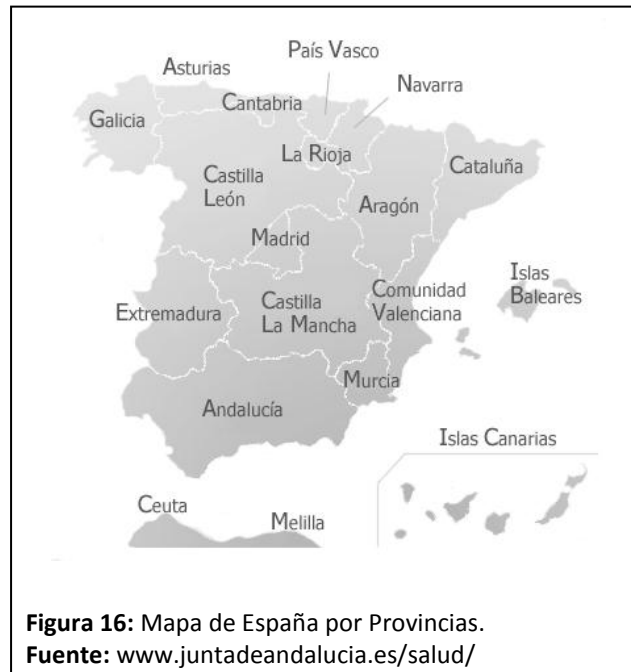 País Vasco
Asturias
Navarra
Cantabria
Galicia
La Rioja
Cataluña
Castilla
León
Aragón
Madrid
Islas
Baleares
Extremadura
Castilla
La Mancha
Comunidad
Valenciana
Murcia
Andalucía
Islas Canarias
Ceuta
Melilla
Figura 16: Mapa de España por Provincias.
Fuente: www.juntadeandalucia.es/salud/